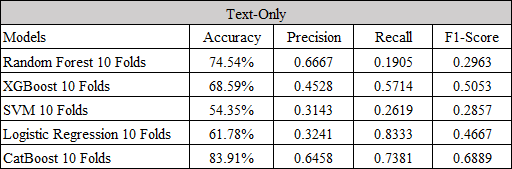 Text-Only
Models Accuracy Precision Recall F1-Score
Random Forest 10 Folds 74.54% 0.6667 0.1905 0.2963
XGBoost 10 Folds 68.59% 0.4528 0.5714 0.5053
SVM 10 Folds 54.35% 0.3143 0.2619 0.2857
Logistic Regression 10 Folds 61.78% 0.3241 0.8333 0.4667
CatBoost 10 Folds 83.91% 0.6458 0.7381 0.6889